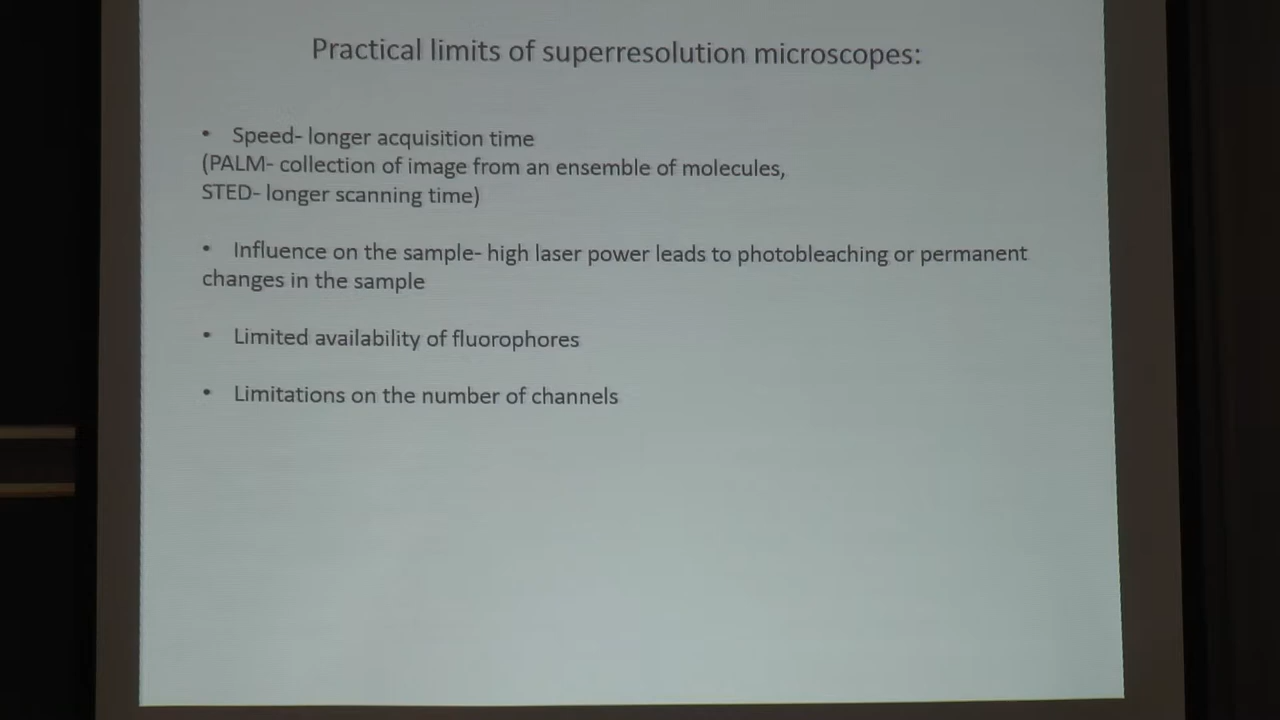 Practical limits of superresolution microscopes:
• Speed- longer acquisition time
(PALM- collection of image from an ensemble of molecules,
STED- longer scanning time)
• Influence on the sample- high laser power leads to photobleaching or permanent
changes in the sample
• Limited availability of fluorophores
• Limitations on the number of channels